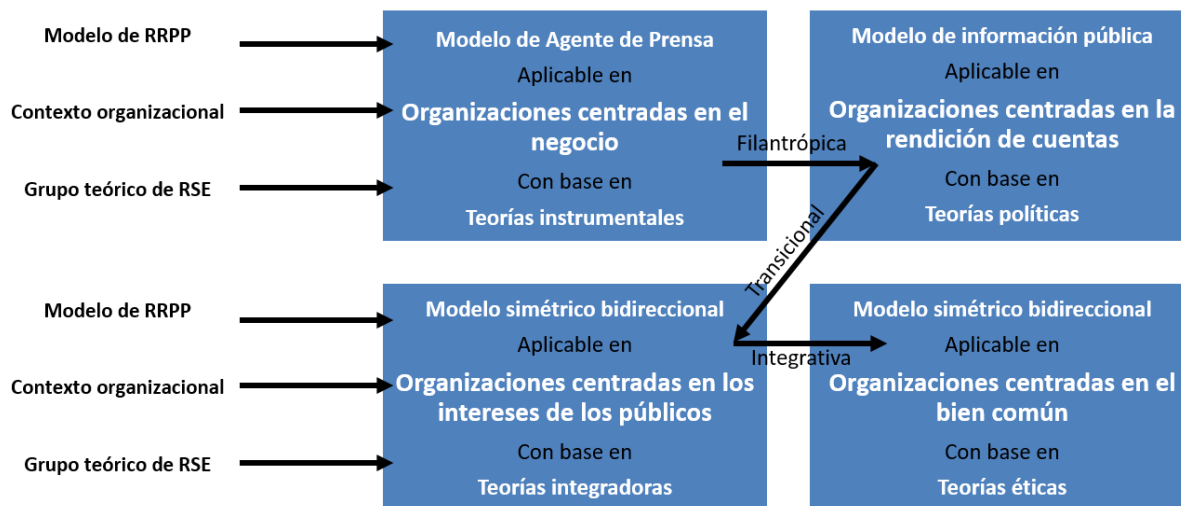 Modelo de RRPP
Contexto organizacional
Grupo teórico de RSE
Modelo de Agente de Prensa
Aplicable en
Organizaciones centradas en el
negocio
Con base en
Teorías instrumentales
Filantrópica
Modelo de información pública
Aplicable en
Organizaciones centradas en la
rendición de cuentas
Con base en
Teorías políticas
Transicional
Modelo de RRPP
Contexto organizacional
Grupo teórico de RSE
Modelo simétrico bidireccional
Aplicable en
Organizaciones centradas en los
intereses de los públicos
Con base en
Teorías integradoras
Integrativa
Modelo simétrico bidireccional
Aplicable en
Organizaciones centradas en el
bien común
Con base en
Teorías éticas